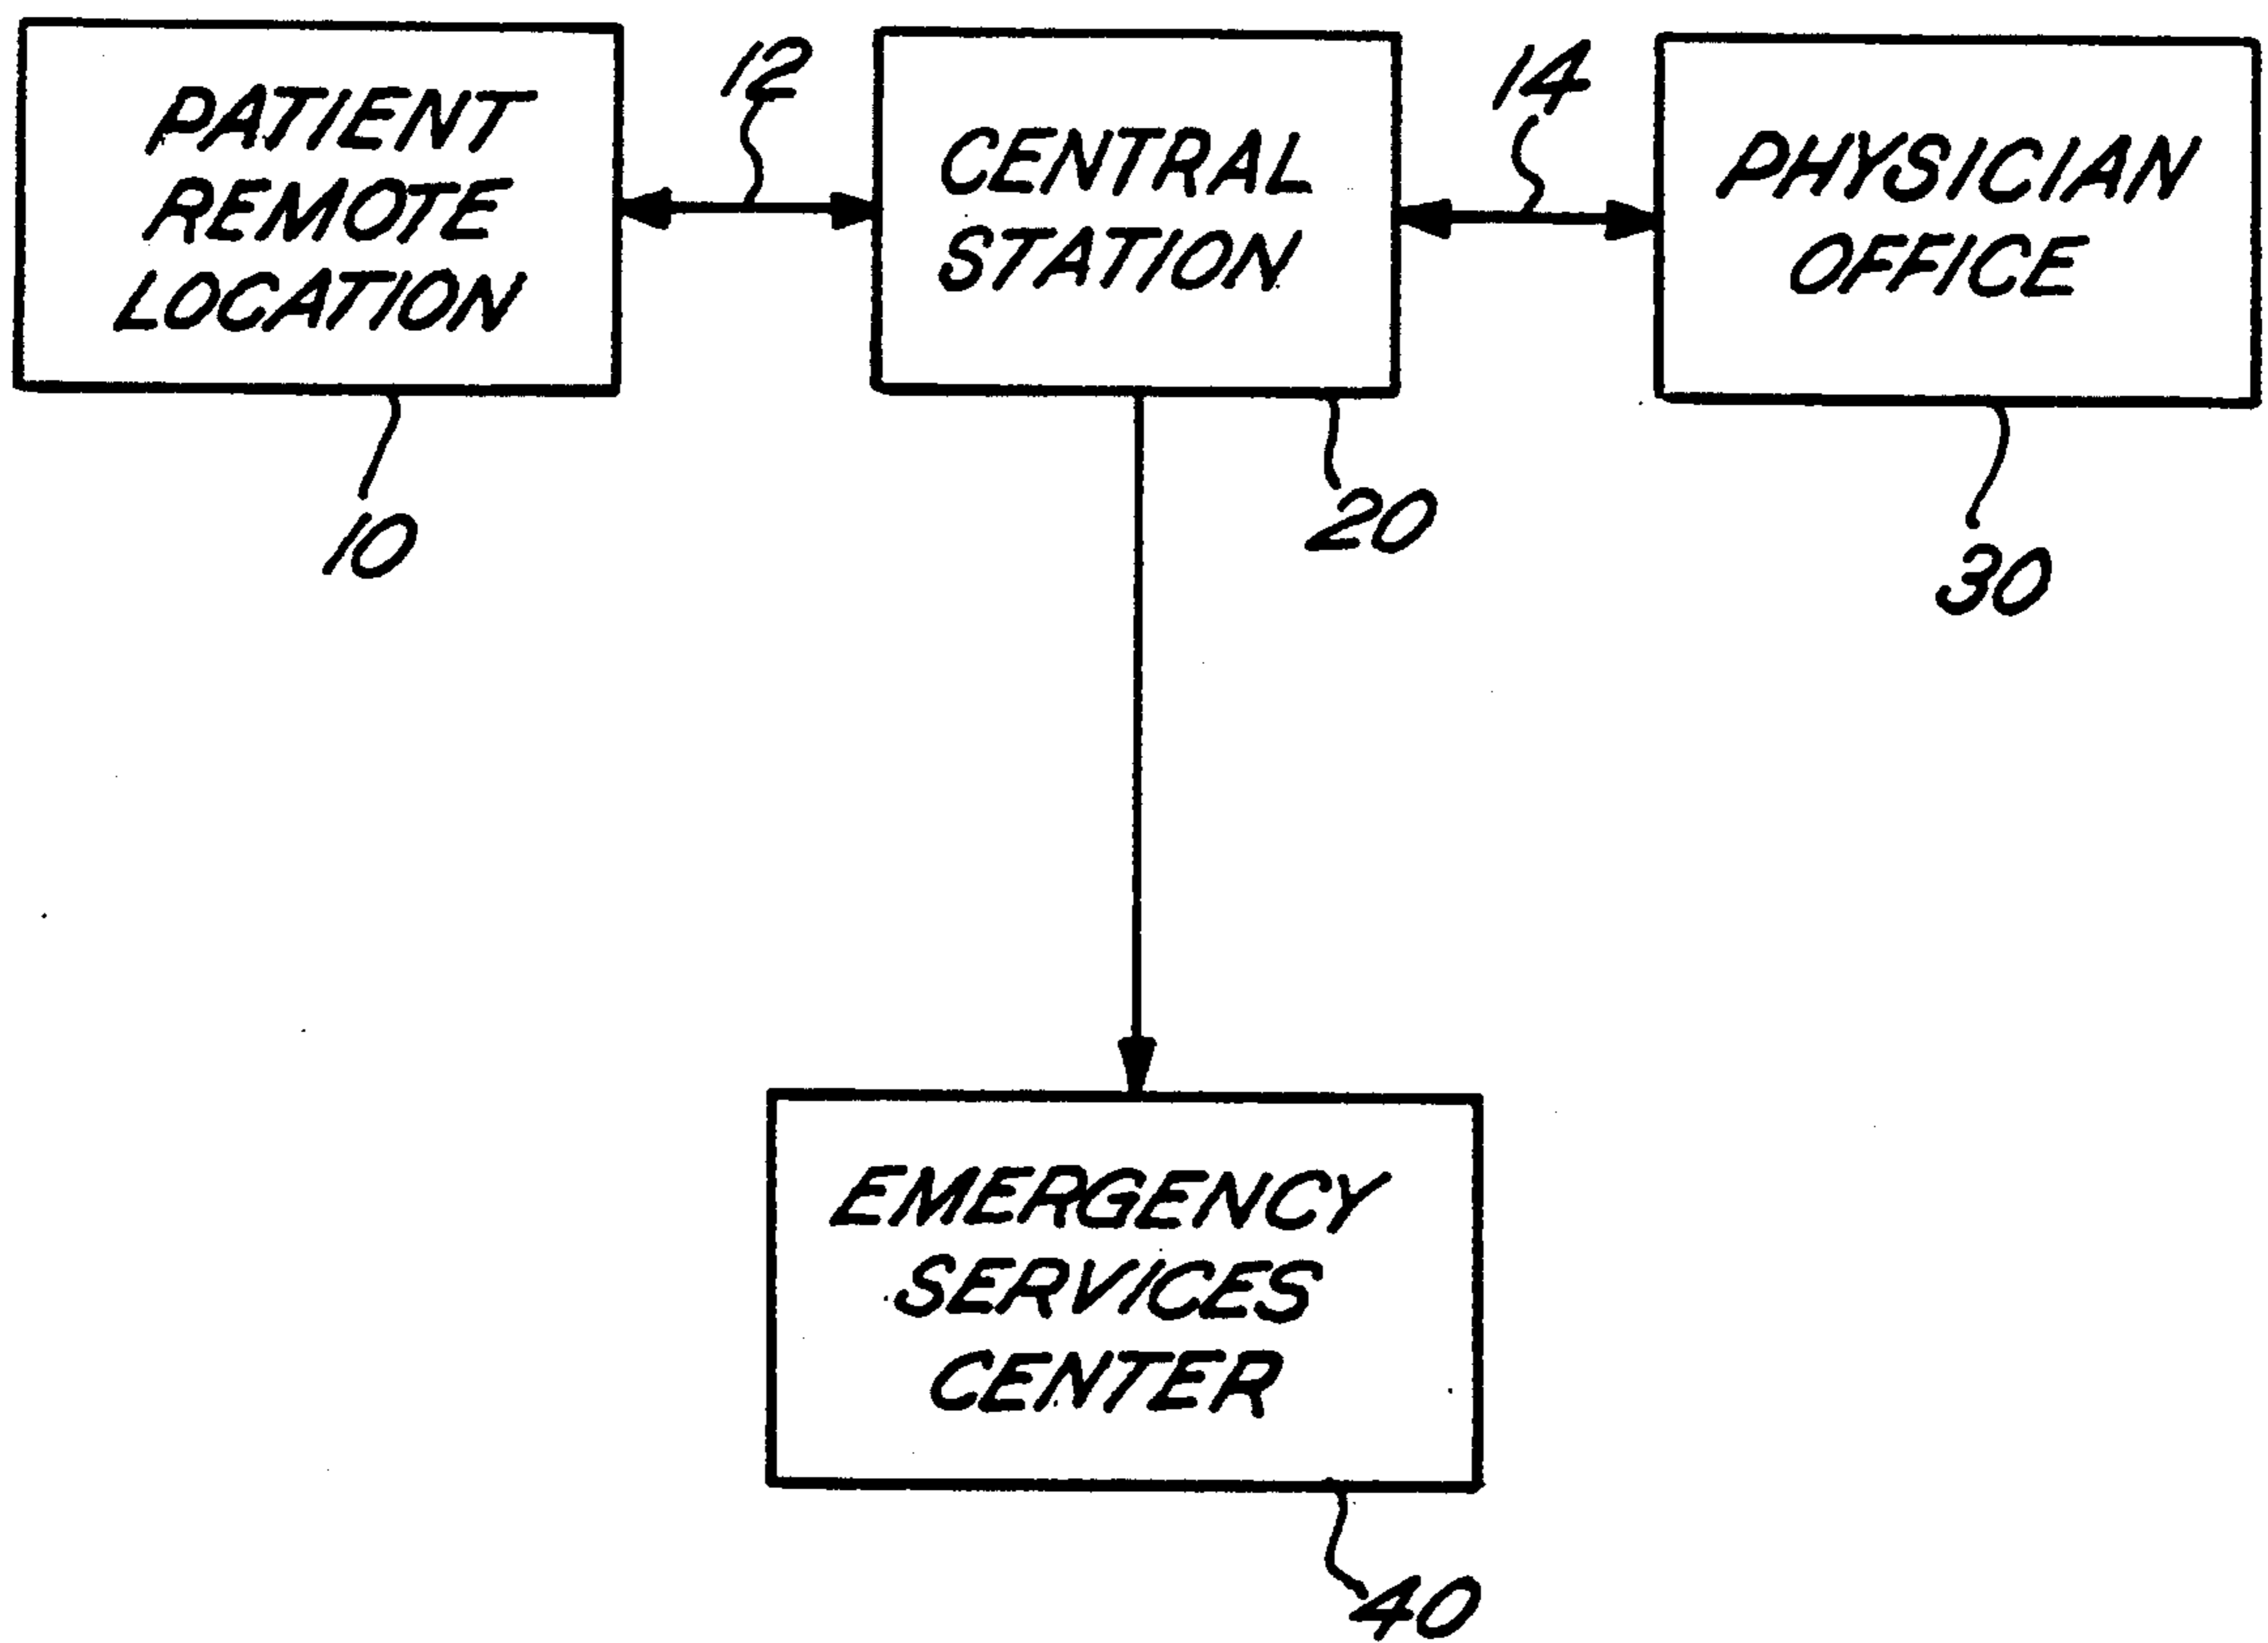 PATIENT
REMOTE
LOCATION
10
12
CENTRAL
STATION
20
14
PHYSICIAN
OFFICE
30
EMERGENCY
SERVICES
CENTER
40